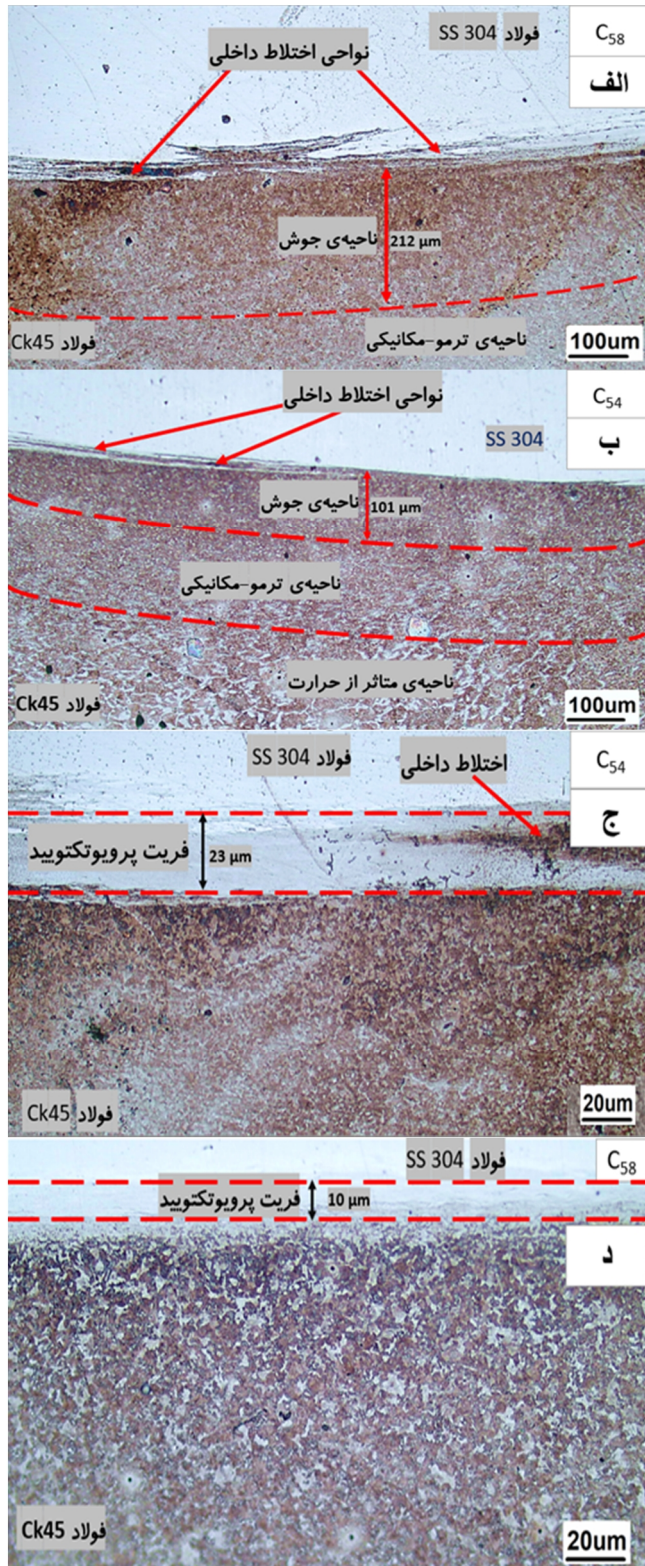 فولاد SS 304
C58
الف
نواحی اختلاط داخلی
ناحیه‌ی جوش
212 µm
ناحیه‌ی ترمو-مکانیکی
فولاد Ck45
100um
نواحی اختلاط داخلی
C54
ب
SS 304
ناحیه‌ی جوش
101 µm
ناحیه‌ی ترمو-مکانیکی
ناحیه‌ی متاثر از حرارت
فولاد Ck45
100um
فولاد SS 304
C54
ج
اختلاط داخلی
فریت پرویوتکتویید
23 µm
فولاد Ck45
20um
فولاد SS 304
C58
فریت پرویوتکتویید
10 µm
د
فولاد Ck45
20um